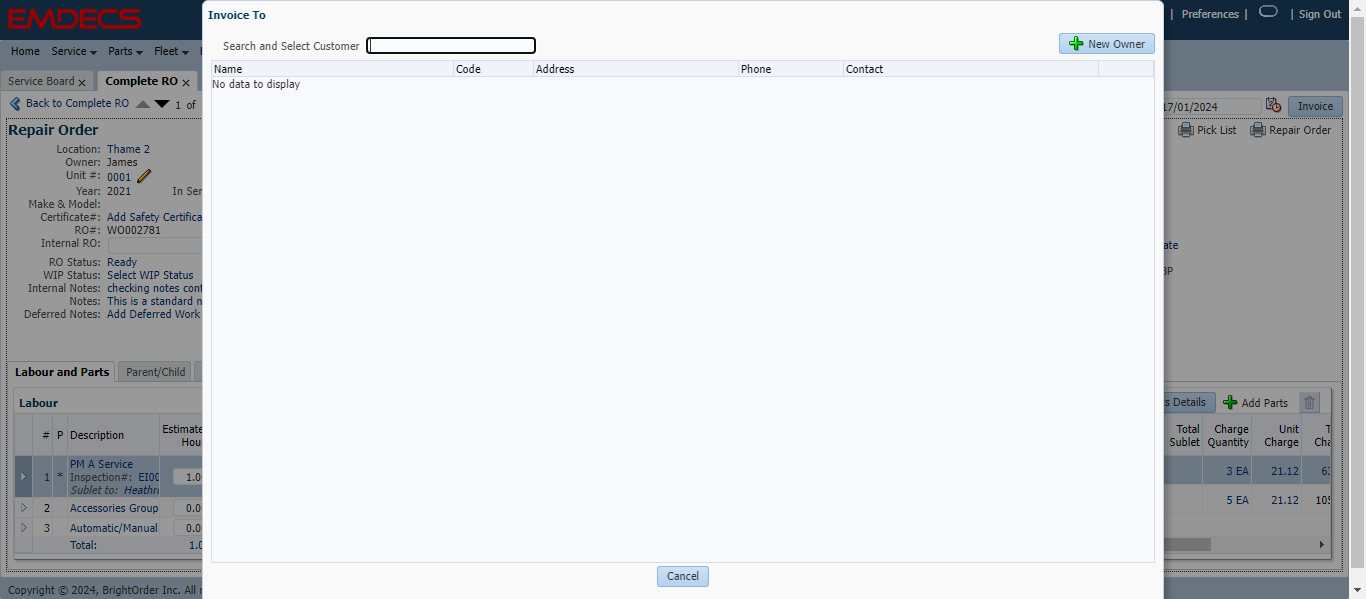 EMDECS
| Preferences | | Sign Out
Home Service Parts Fleet
Service Board x Complete RO x
Back to Complete RO 1 of
17/01/2024 Invoice
Pick List Repair Order
Repair Order
Location: Thame 2
Owner: James
Unit #: 0001
Year: 2021 In Ser
Make & Model:
Certificate#: Add Safety Certifica
RO#: WO002781
Internal RO:
RO Status: Ready
WIP Status: Select WIP Status
Internal Notes: checking notes cont
Notes: This is a standard n
Deferred Notes: Add Deferred Work
Invoice To
Search and Select Customer
New Owner
Name Code Address Phone Contact
No data to display
Cancel
ate
BP
Labour and Parts Parent/Child
Labour
# P Description Estimate
Hou
1 * PM A Service
Inspection#: EI00 1.0
Sublet to: Heathr
2 Accessories Group 0.0
3 Automatic/Manual 0.0
Total: 1.0
s Details Add Parts
Total Sublet Charge Quantity Unit Charge T
Cha
3 EA 21.12 63
5 EA 21.12 105
Copyright © 2024, BrightOrder Inc. All r